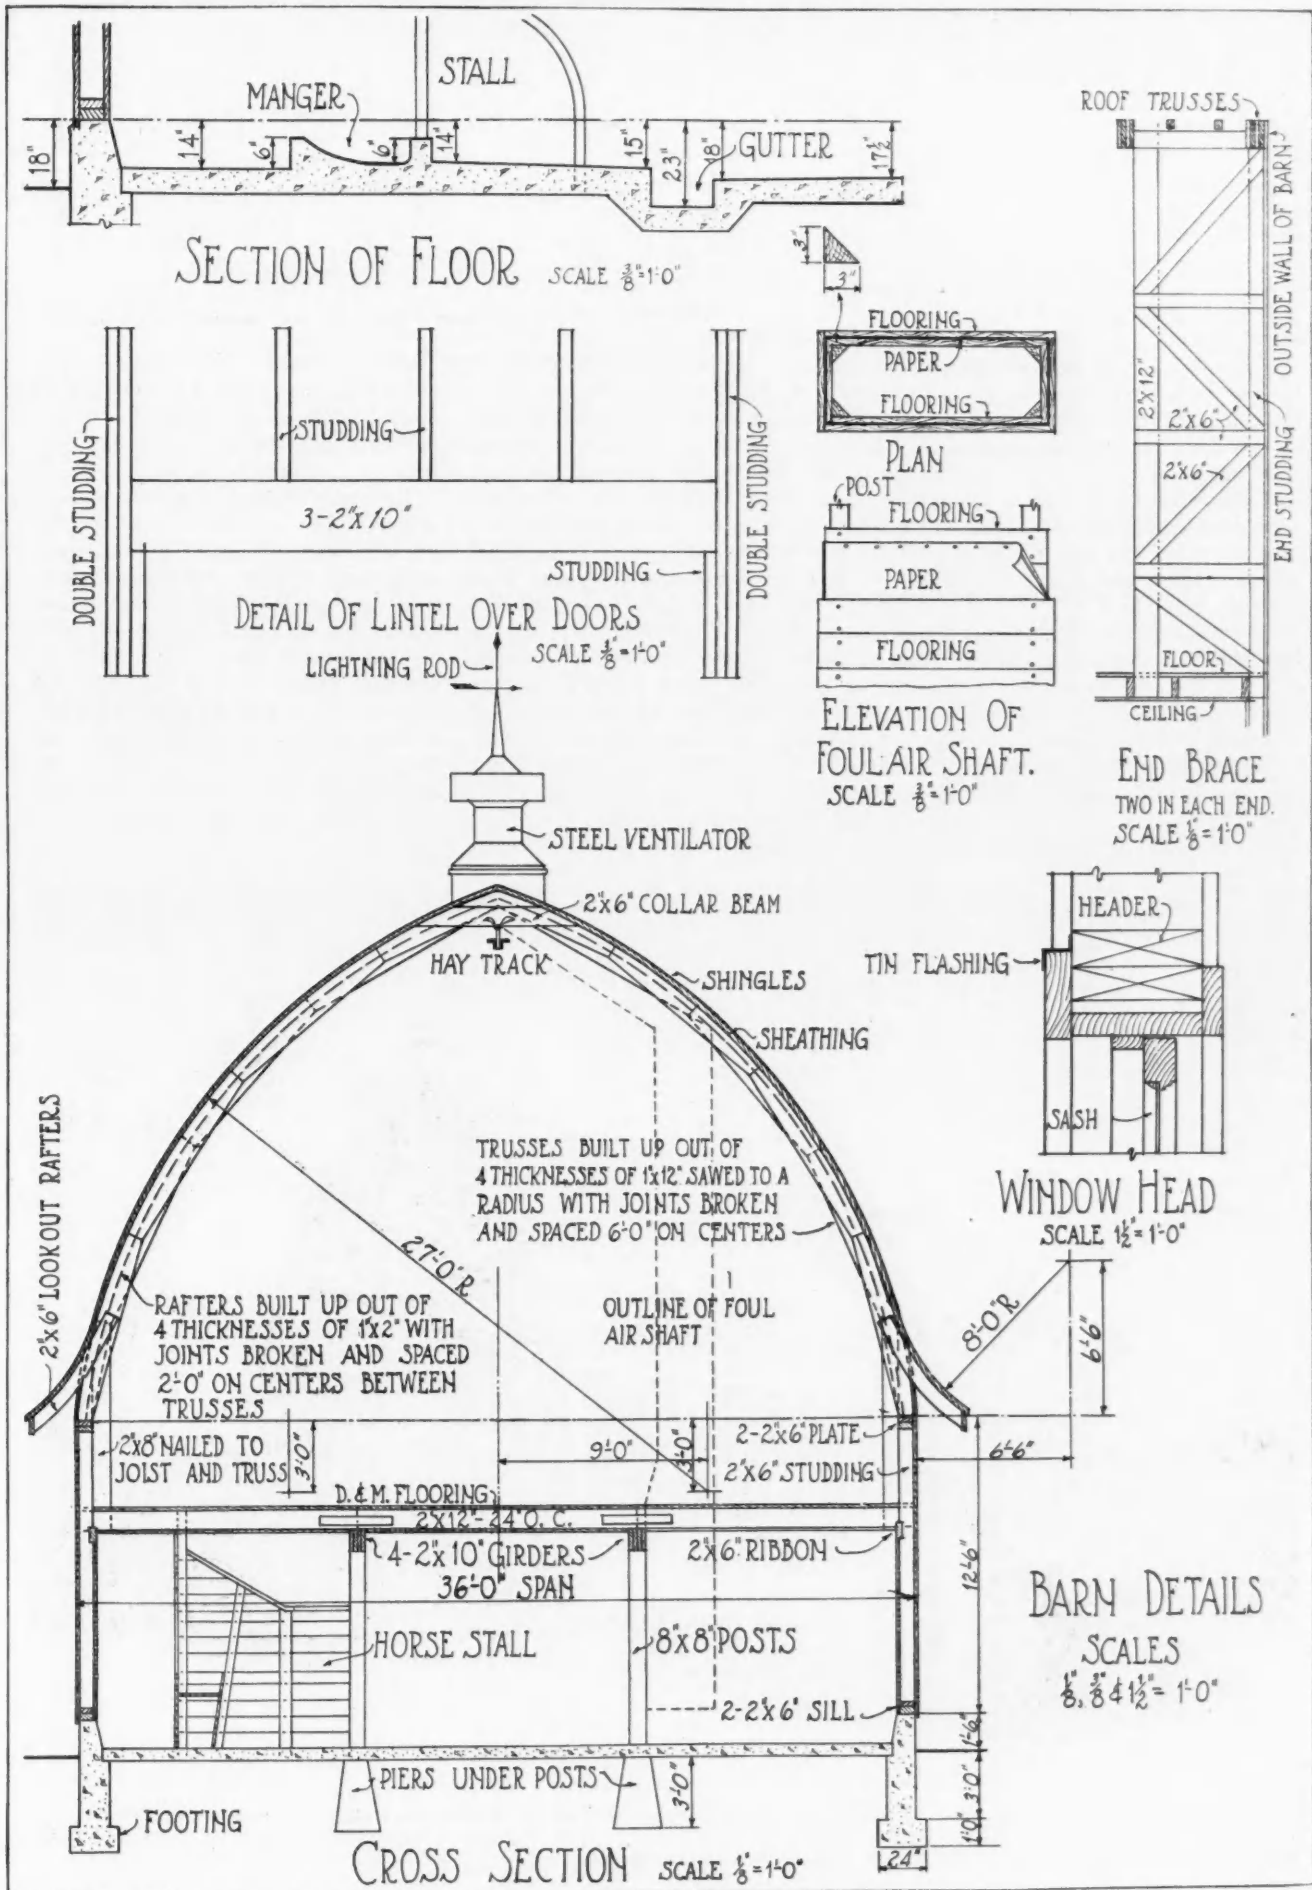 STALL
MANGER
18"
14"
6"
6"
14"
15"
23"
18"
GUTTER
17½"
SECTION OF FLOOR SCALE ⅜"=1'-0"
ROOF TRUSSES
OUTSIDE WALL OF BARN
END STUDDING
2"x12"
2"x6"
2"x6"
FLOOR
CEILING
END BRACE
TWO IN EACH END.
SCALE ⅛"=1'-0"
3"
3"
FLOORING
PAPER
FLOORING
PLAN
POST
FLOORING
PAPER
FLOORING
ELEVATION OF
FOUL AIR SHAFT.
SCALE ⅜"=1'-0"
DOUBLE STUDDING
STUDDING
3-2"x10"
STUDDING
DOUBLE STUDDING
DETAIL OF LINTEL OVER DOORS
SCALE ⅜"=1'-0"
LIGHTNING ROD
STEEL VENTILATOR
2"x6" COLLAR BEAM
HAY TRACK
SHINGLES
SHEATHING
HEADER
TIN FLASHING
SASH
WINDOW HEAD
SCALE 1½"=1'-0"
2"x6" LOOKOUT RAFTERS
TRUSSES BUILT UP OUT OF
4 THICKNESSES OF 1"x12" SAWED TO A
RADIUS WITH JOINTS BROKEN
AND SPACED 6'-0" ON CENTERS
27'-0"R
RAFTERS BUILT UP OUT OF
4 THICKNESSES OF 1"x2" WITH
JOINTS BROKEN AND SPACED
2'-0" ON CENTERS BETWEEN
TRUSSES
OUTLINE OF FOUL
AIR SHAFT
8'-0"R
6'-6"
2"x8" NAILED TO
JOIST AND TRUSS
3'-0"
9'-0"
3'-0"
2-2"x6" PLATE
2"x6" STUDDING
6'-6"
D. & M. FLOORING
2"x12"-24" O. C.
4-2"x10" GIRDERS
2"x6" RIBBON
36'-0" SPAN
12'-6"
HORSE STALL
8"x8" POSTS
2-2"x6" SILL
1'-6"
PIERS UNDER POSTS
3'-0"
3'-0"
FOOTING
1'-0"
24"
CROSS SECTION SCALE ⅛"=1'-0"
BARN DETAILS
SCALES
⅛", ⅜" & 1½"=1'-0"